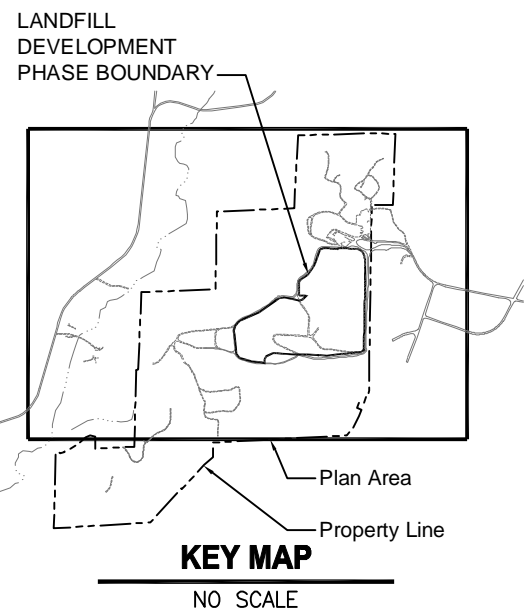 LANDFILL
DEVELOPMENT
PHASE BOUNDARY
Plan Area
Property Line
KEY MAP
NO SCALE